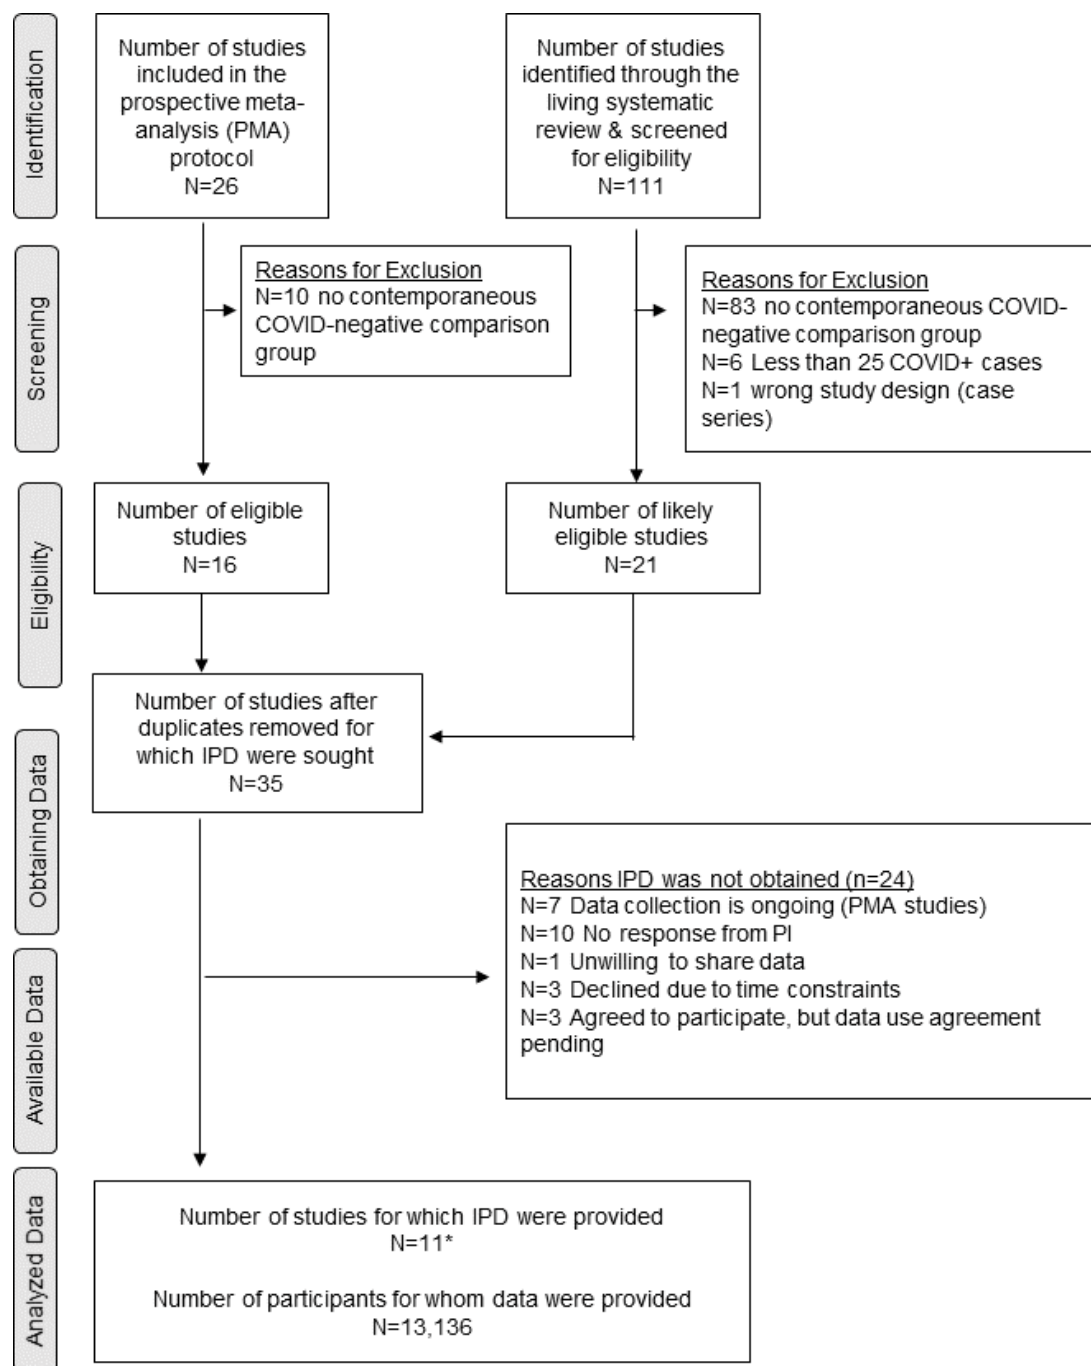 Identification
Number of studies
included in the
prospective meta-
analysis (PMA)
protocol
N=26
Number of studies
identified through the
living systematic
review & screened
for eligibility
N=111
Screening
Reasons for Exclusion
N=10 no contemporaneous
COVID-negative comparison
group
Reasons for Exclusion
N=83 no contemporaneous COVID-
negative comparison group
N=6 Less than 25 COVID+ cases
N=1 wrong study design (case
series)
Eligibility
Number of eligible
studies
N=16
Number of likely
eligible studies
N=21
Obtaining Data
Number of studies after
duplicates removed for
which IPD were sought
N=35
Available Data
Reasons IPD was not obtained (n=24)
N=7 Data collection is ongoing (PMA studies)
N=10 No response from PI
N=1 Unwilling to share data
N=3 Declined due to time constraints
N=3 Agreed to participate, but data use agreement
pending
Analyzed Data
Number of studies for which IPD were provided
N=11*
Number of participants for whom data were provided
N=13,136